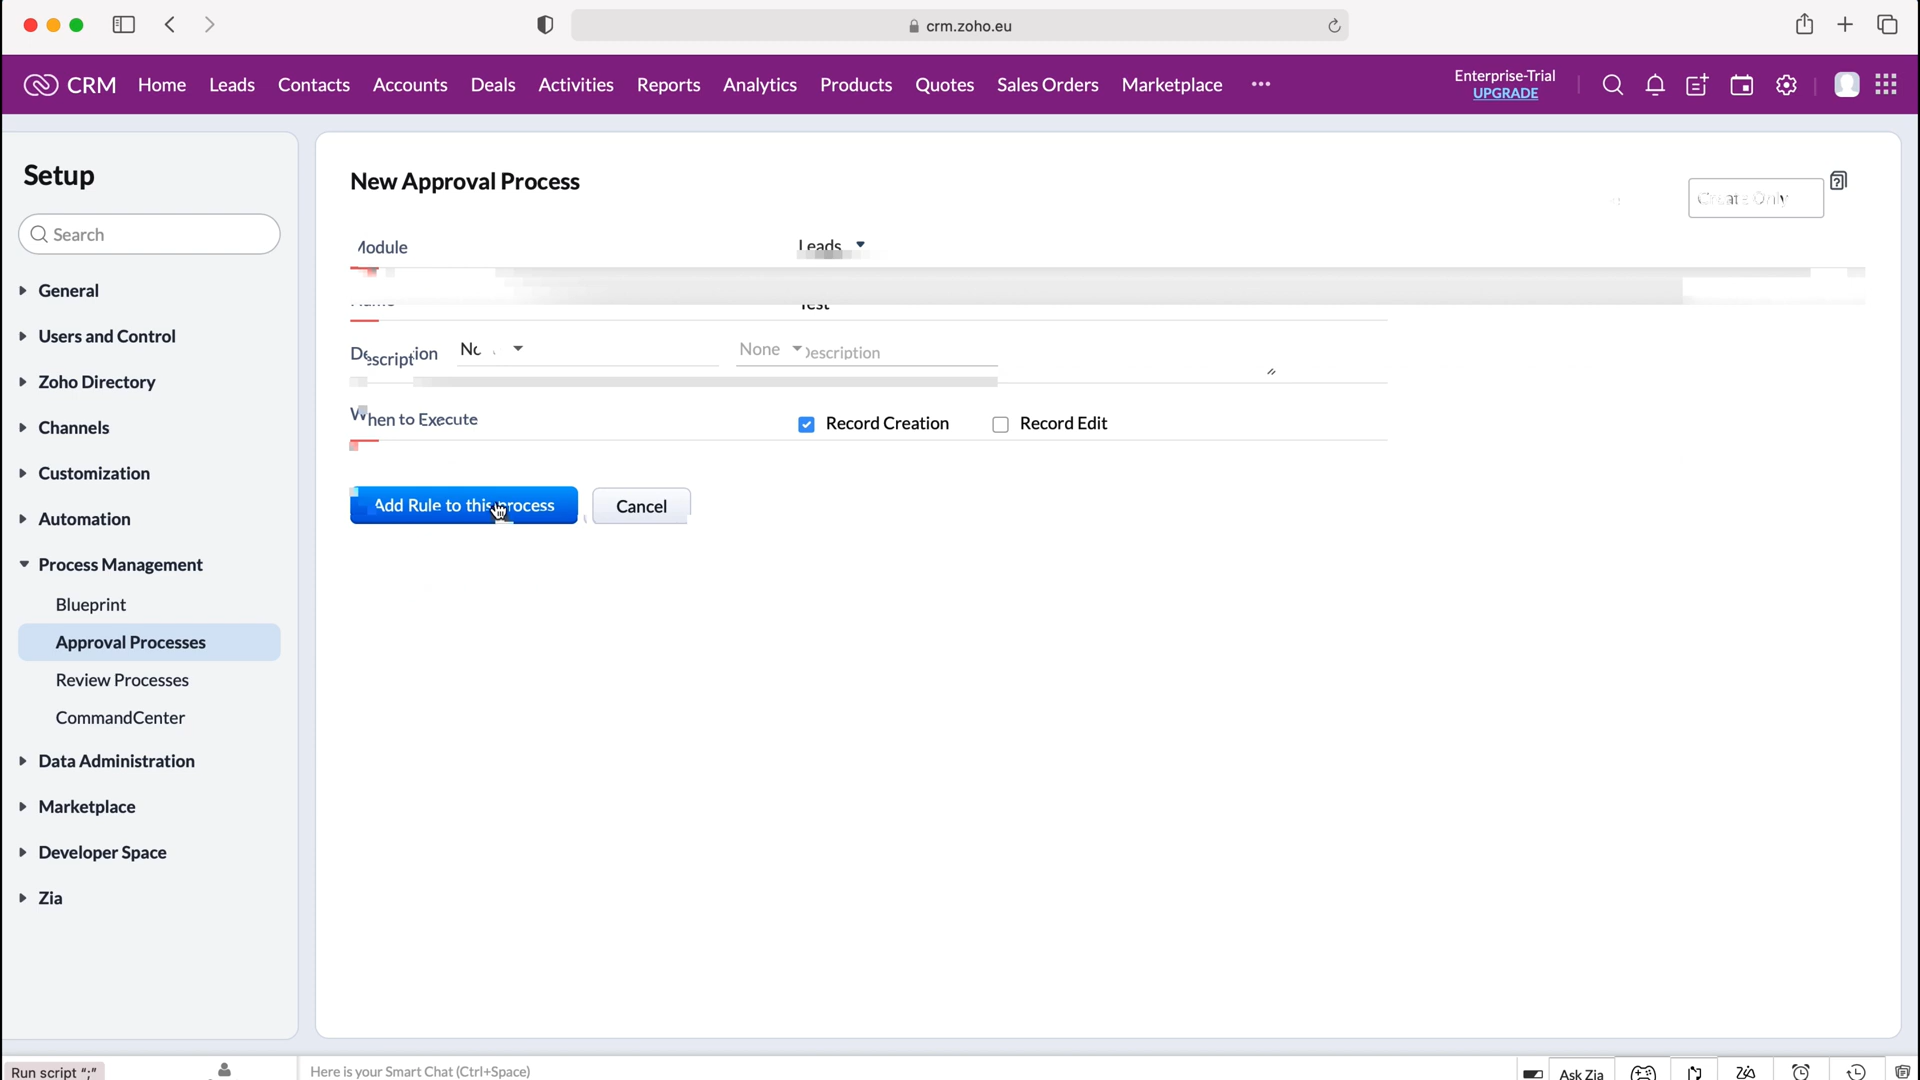 crm.zoho.eu
CRM Home Leads Contacts Accounts Deals Activities Reports Analytics Products Quotes Sales Orders Marketplace ••• Enterprise-Trial
UPGRADE
Setup
Search
General
Users and Control
Zoho Directory
Channels
Customization
Automation
Process Management
Blueprint
Approval Processes
Review Processes
CommandCenter
Data Administration
Marketplace
Developer Space
Zia
New Approval Process
Create Only
Module Leads
Name Test
Description None Description
When to Execute Record Creation Record Edit
Add Rule to this process Cancel
Run script ";" Here is your Smart Chat (Ctrl+Space) Ask Zia